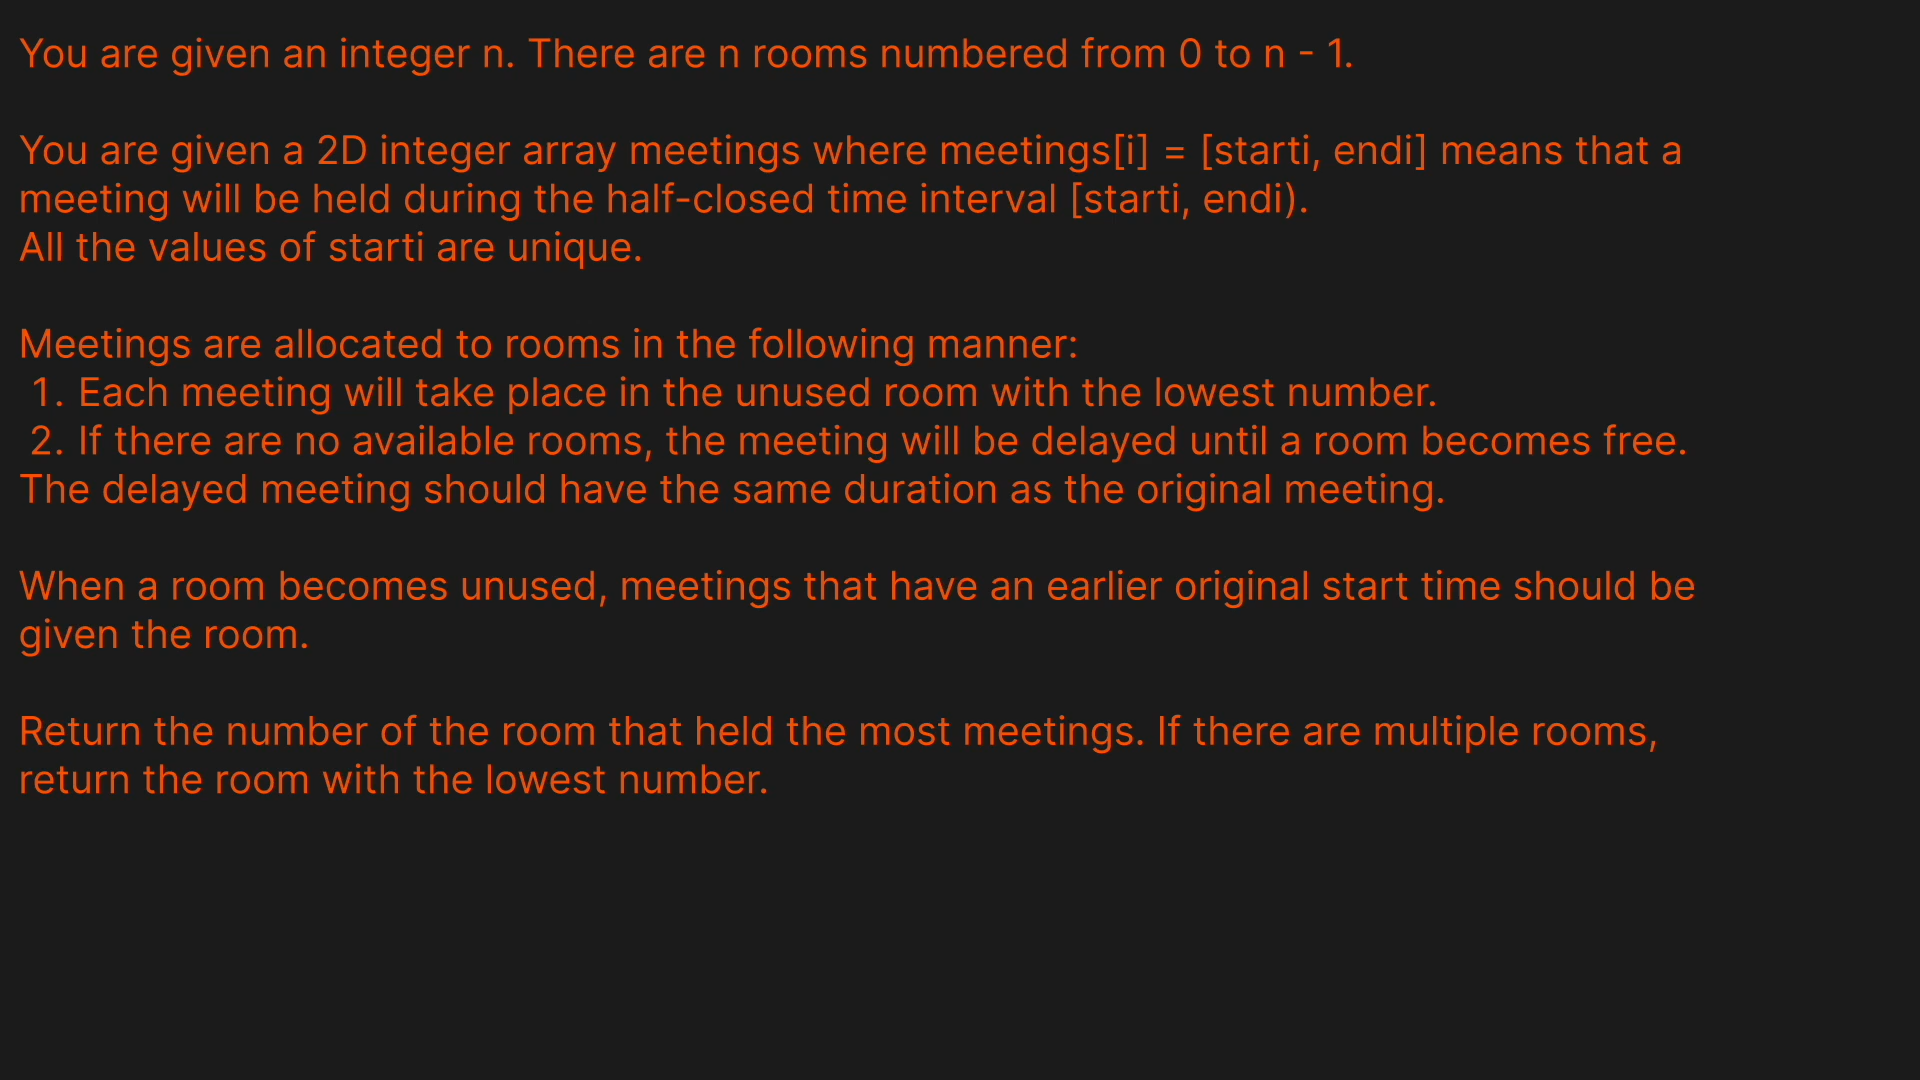 You are given an integer n. There are n rooms numbered from 0 to n - 1.
You are given a 2D integer array meetings where meetings[i] = [starti, endi] means that a
meeting will be held during the half-closed time interval [starti, endi).
All the values of starti are unique.
Meetings are allocated to rooms in the following manner:
1. Each meeting will take place in the unused room with the lowest number.
2. If there are no available rooms, the meeting will be delayed until a room becomes free.
The delayed meeting should have the same duration as the original meeting.
When a room becomes unused, meetings that have an earlier original start time should be
given the room.
Return the number of the room that held the most meetings. If there are multiple rooms,
return the room with the lowest number.